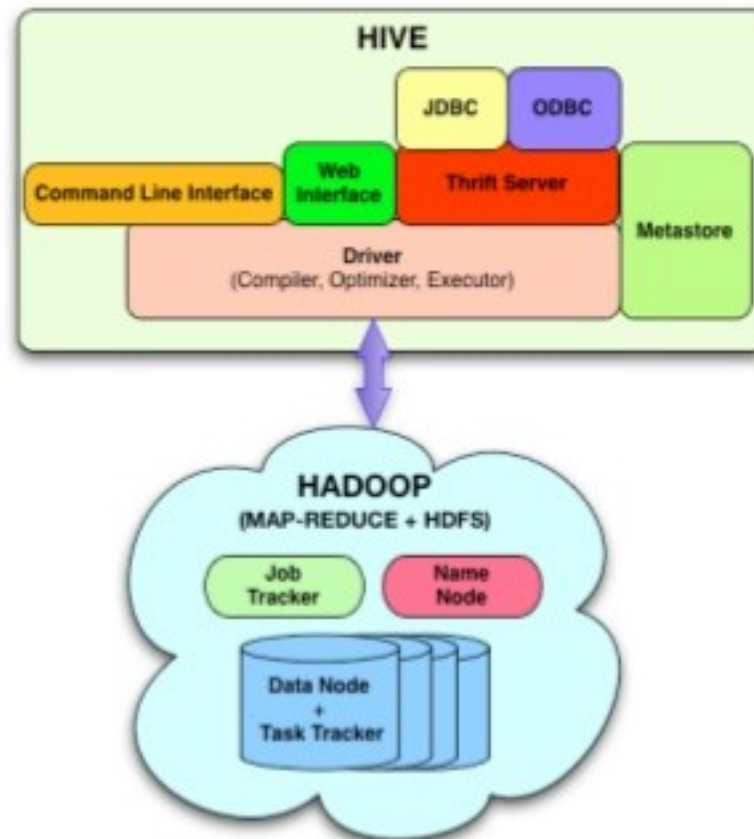 HIVE
JDBC
ODBC
Command Line Interface
Web
Interface
Thrift Server
Metastore
Driver
(Compiler, Optimizer, Executor)
HADOOP
(MAP-REDUCE + HDFS)
Job
Tracker
Name
Node
Data Node
+
Task Tracker